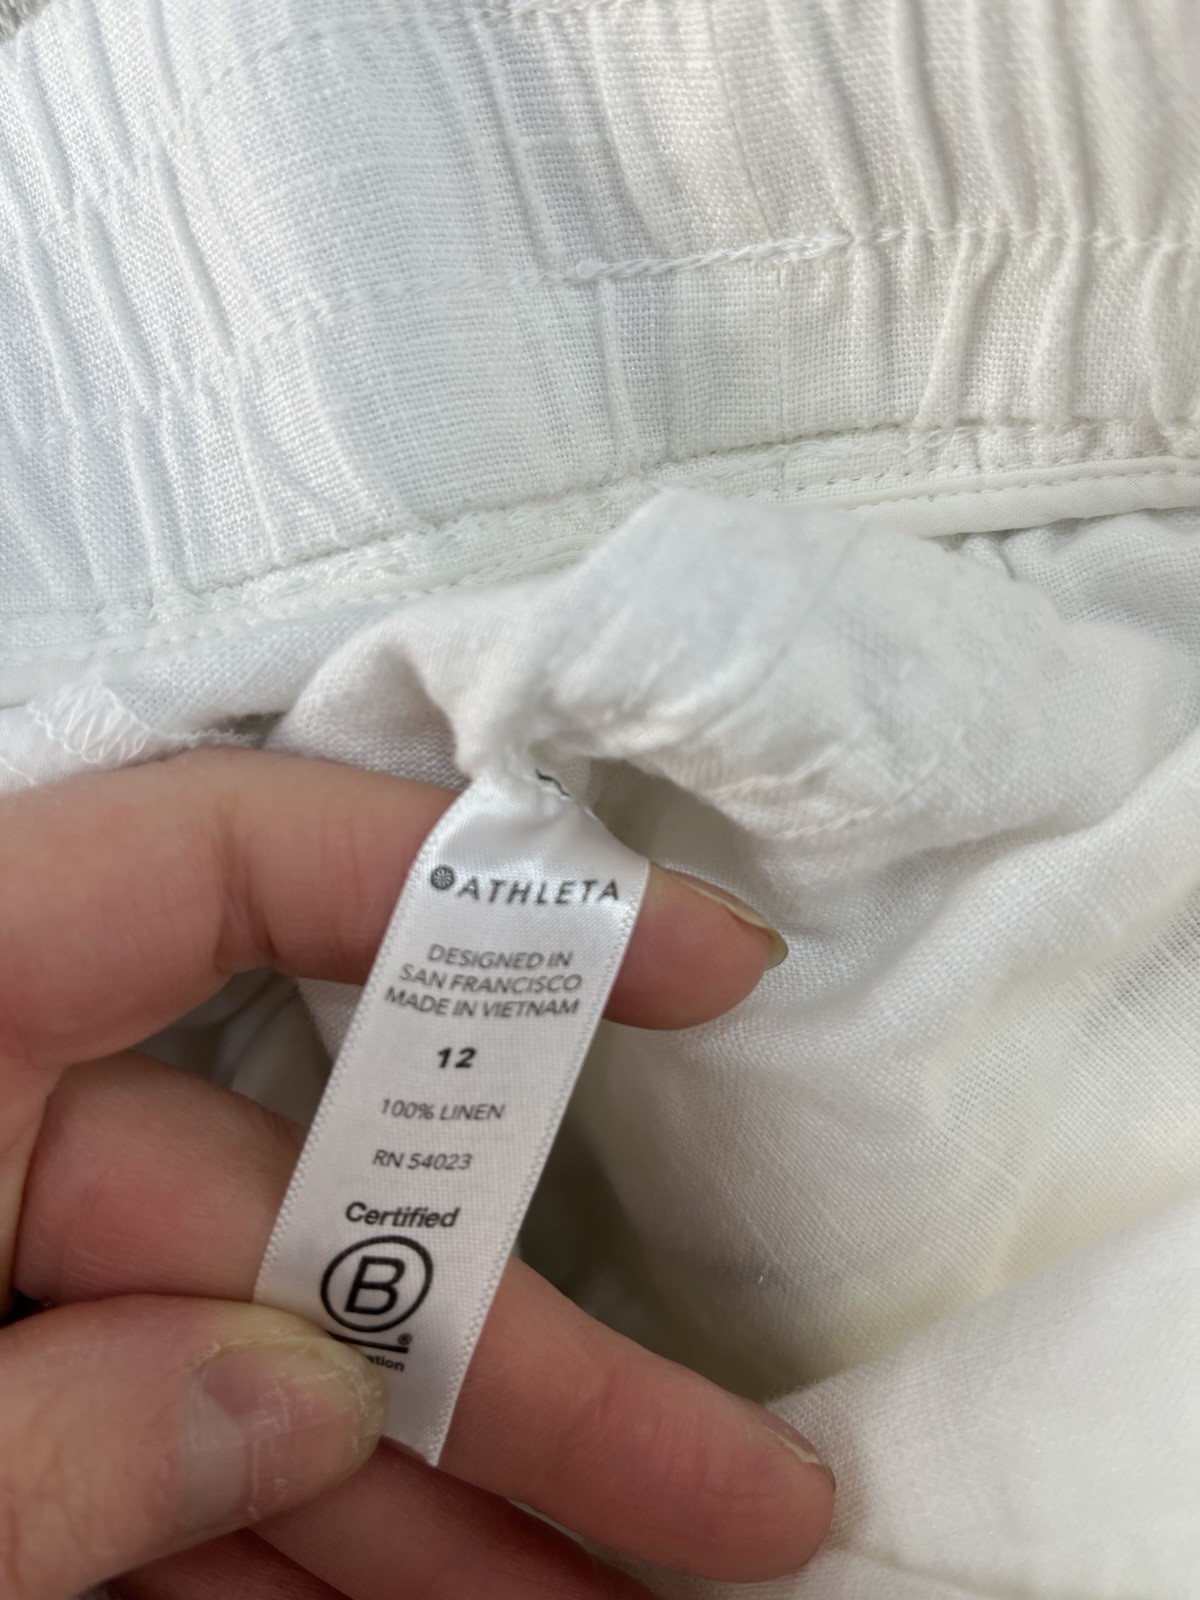 ATHLETA
DESIGNED IN
SAN FRANCISCO
MADE IN VIETNAM
12
100% LINEN
RN 54023
Certified
B
®